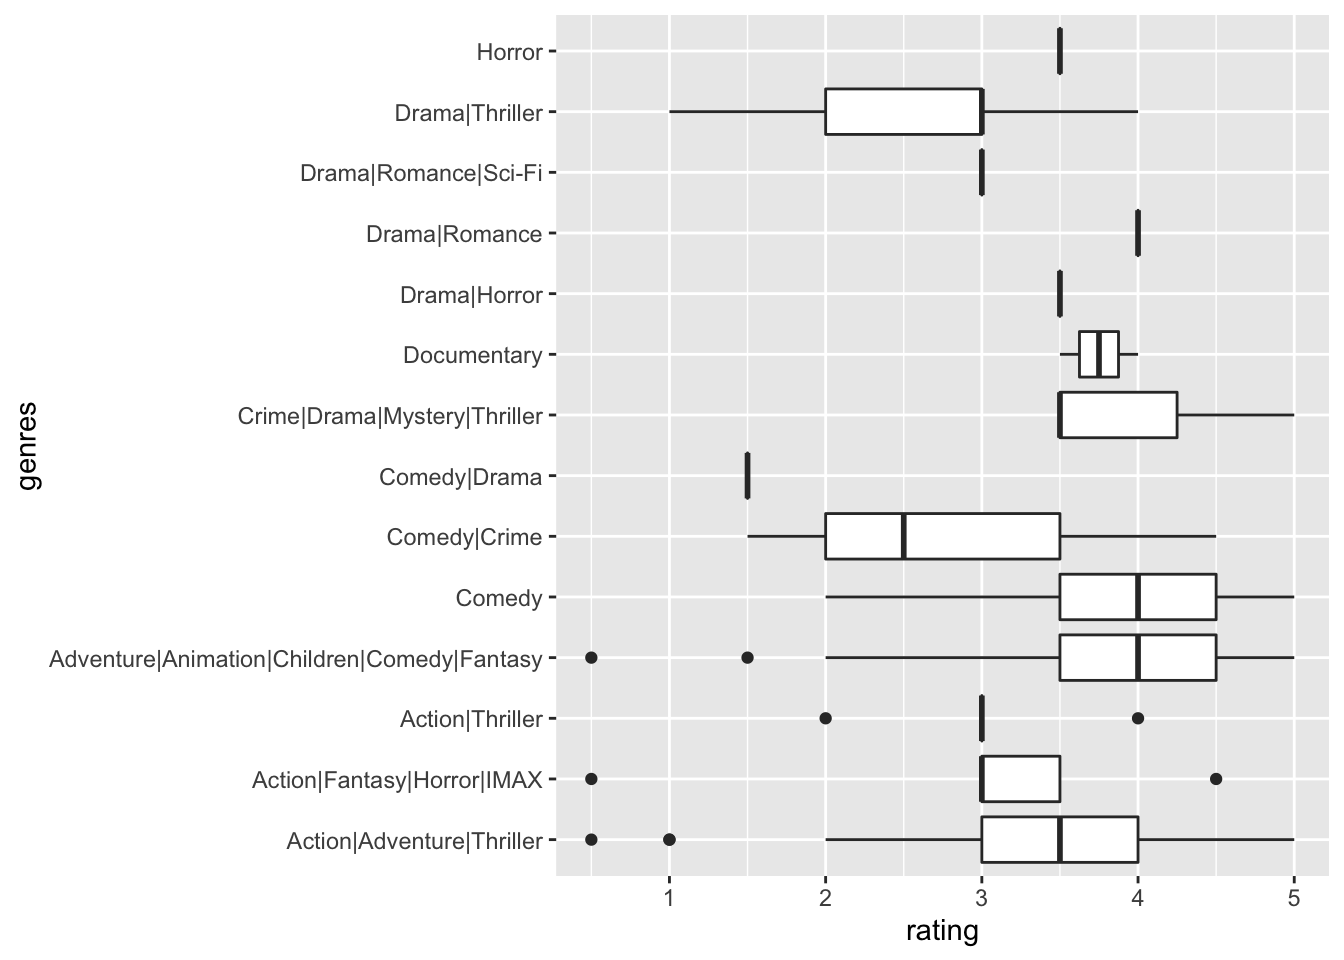 Horror
Drama|Thriller
Drama|Romance|Sci-Fi
Drama|Romance
Drama|Horror
Documentary
Crime|Drama|Mystery|Thriller
Comedy|Drama
Comedy|Crime
Comedy
Adventure|Animation|Children|Comedy|Fantasy
Action|Thriller
Action|Fantasy|Horror|IMAX
Action|Adventure|Thriller
genres
1 2 3 4 5
rating